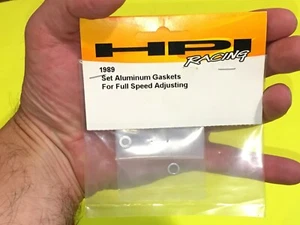 HPI
RACING
1989
Set Aluminum Gaskets
For Full Speed Adjusting